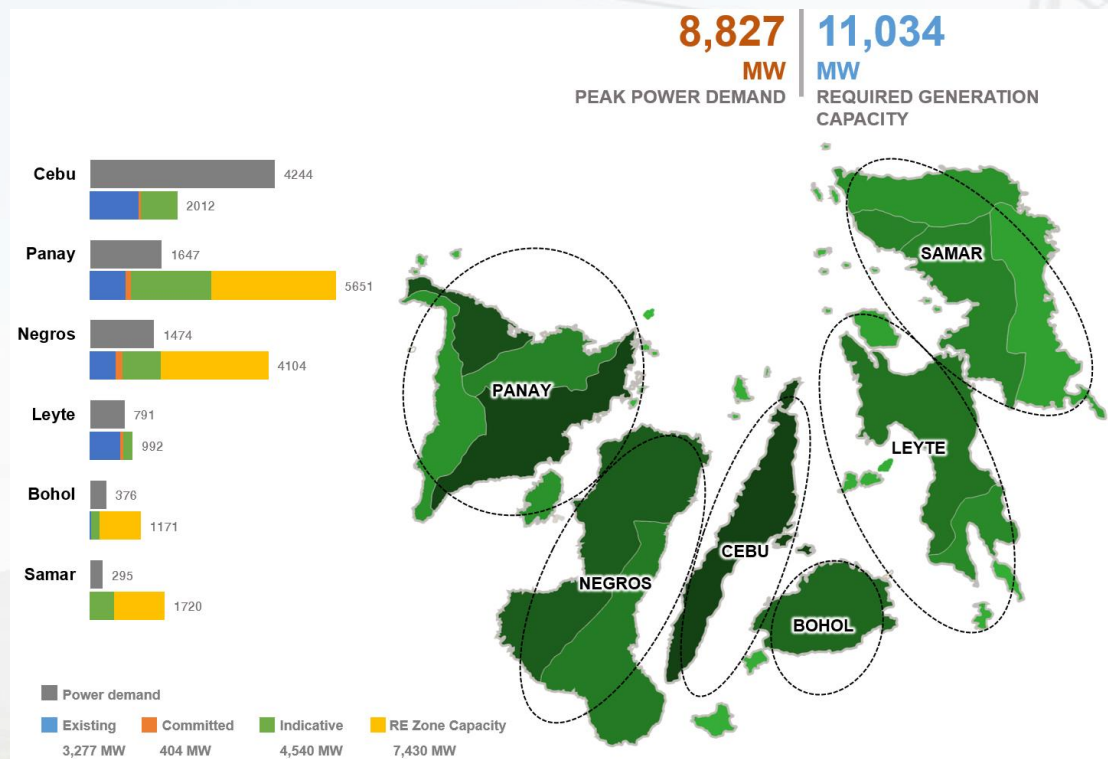 8,827
MW
PEAK POWER DEMAND
11,034
MW
REQUIRED GENERATION
CAPACITY
Cebu
4244
2012
Panay
1647
5651
Negros
1474
4104
Leyte
791
992
Bohol
376
1171
Samar
295
1720
SAMAR
PANAY
LEYTE
CEBU
NEGROS
BOHOL
Power demand
Existing Committed Indicative RE Zone Capacity
3,277 MW 404 MW 4,540 MW 7,430 MW